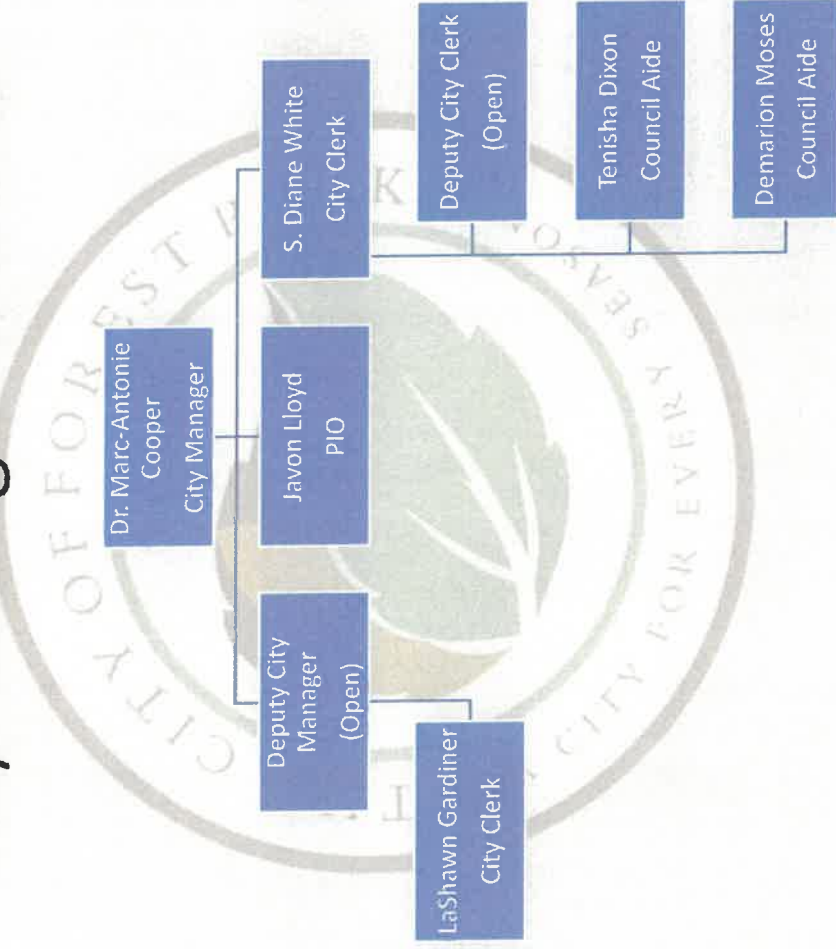 Dr. Marc-Antonie
Cooper
City Manager
Deputy City
Manager
(Open)
Javon Lloyd
PIO
S. Diane White
City Clerk
LaShawn Gardiner
City Clerk
Deputy City Clerk
(Open)
Tenisha Dixon
Council Aide
Demarion Moses
Council Aide
CITY OF FOREST
CITY FOR EVERY SEASON